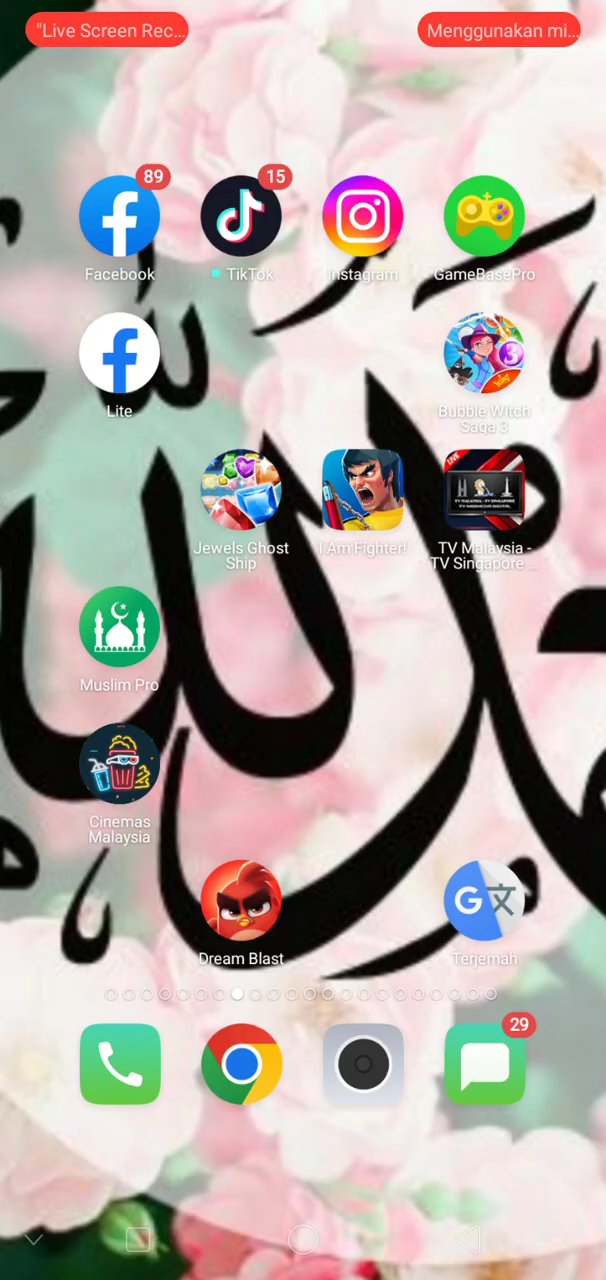 "Live Screen Rec... Menggunakan mi...
89 15
Facebook TikTok Instagram GameBasePro
Lite Bubble Witch
Saga 3
Jewels Ghost I Am Fighter! TV Malaysia -
Ship TV Singapore ...
Muslim Pro
Cinemas
Malaysia
Dream Blast Terjemah
29